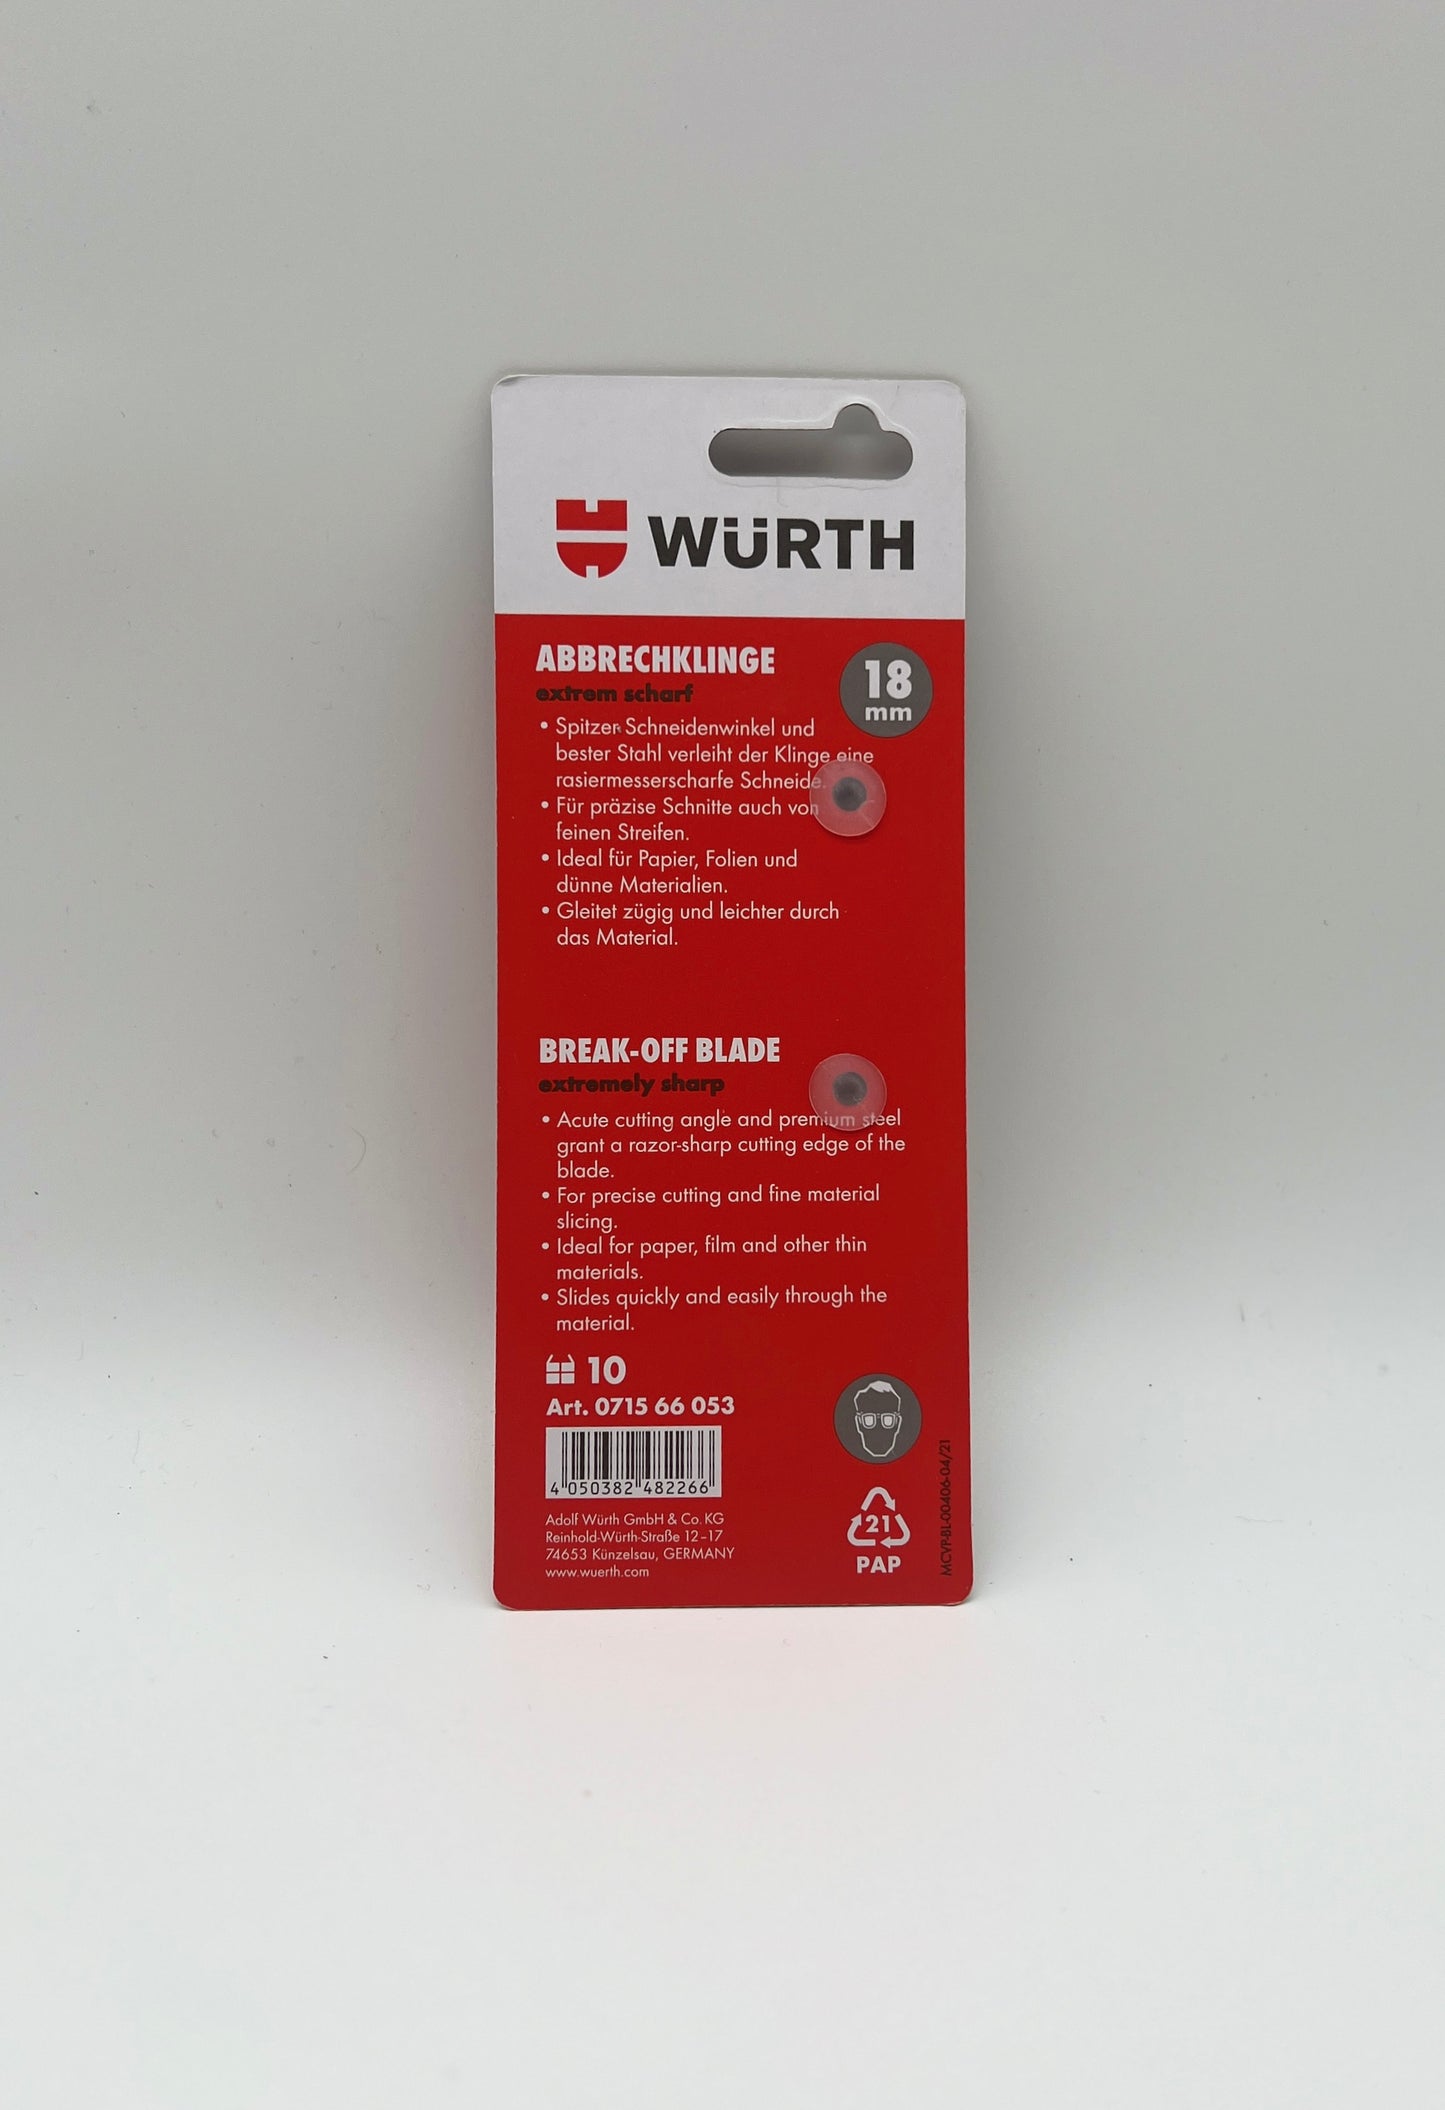 WÜRTH
ABBRECHKLINGE
extrem scharf
18
mm
• Spitzer Schneidenwinkel und
bester Stahl verleiht der Klinge eine
rasiermesserscharfe Schneide.
• Für präzise Schnitte auch von
feinen Streifen.
• Ideal für Papier, Folien und
dünne Materialien.
• Gleitet zügig und leichter durch
das Material.
BREAK-OFF BLADE
extremely sharp
• Acute cutting angle and premium steel
grant a razor-sharp cutting edge of the
blade.
• For precise cutting and fine material
slicing.
• Ideal for paper, film and other thin
materials.
• Slides quickly and easily through the
material.
10
Art. 0715 66 053
4 050382 482266
Adolf Würth GmbH & Co. KG
Reinhold-Würth-Straße 12–17
74653 Künzelsau, GERMANY
www.wuerth.com
21
PAP
MCVP-BL-00406-04/21